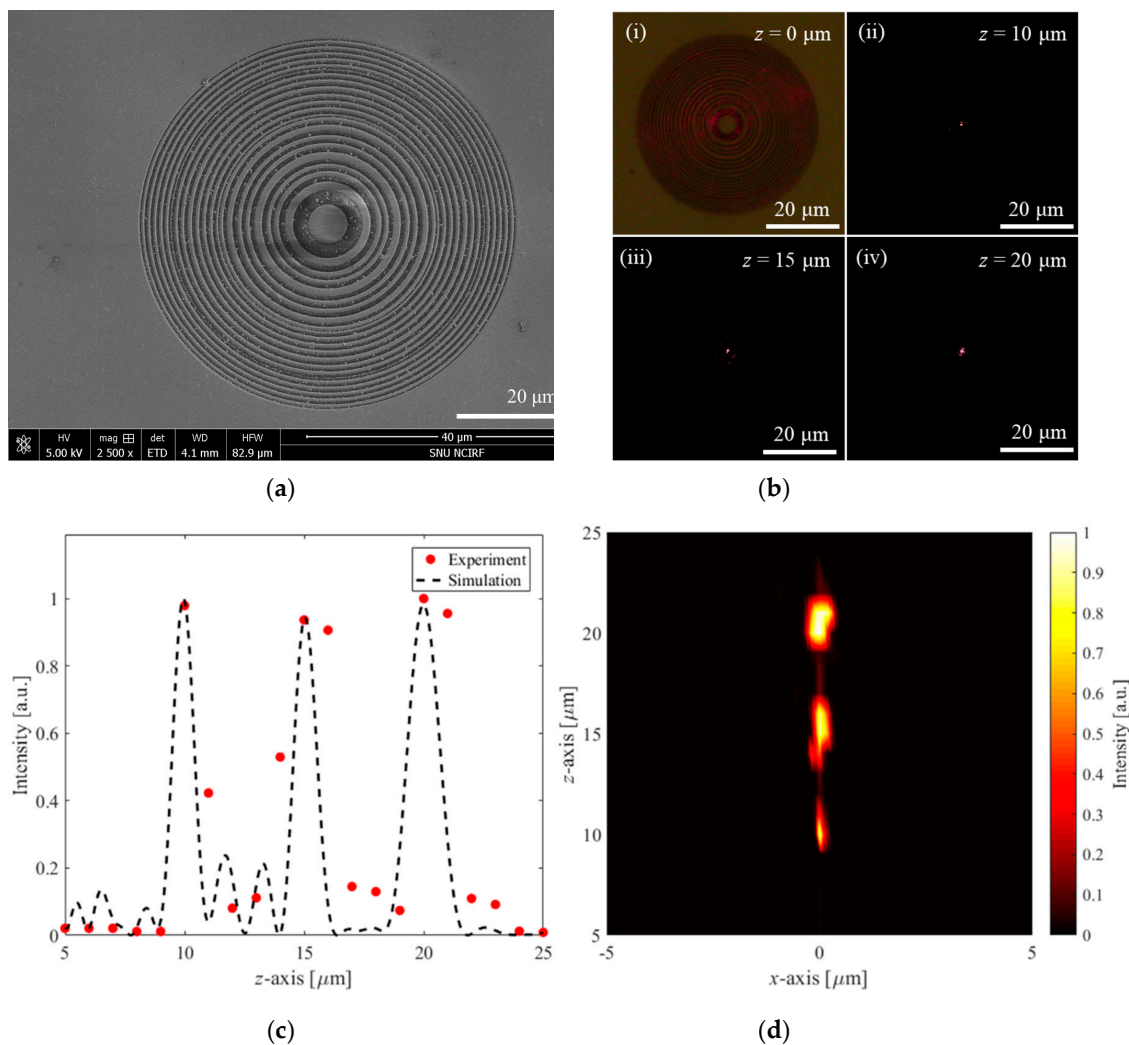 20 μm
HV mag det WD HFW 40 μm
5.00 kV 2 500 x ETD 4.1 mm 82.9 μm SNU NCIRF
(a)
(i) z = 0 μm
20 μm
(ii) z = 10 μm
20 μm
(iii) z = 15 μm
20 μm
(iv) z = 20 μm
20 μm
(b)
Experiment
Simulation
1
0.8
0.6
0.4
0.2
0
Intensity [a.u.]
5 10 15 20 25
z-axis [μm]
(c)
25
20
15
10
5
z-axis [μm]
-5 0 5
x-axis [μm]
1
0.9
0.8
0.7
0.6
0.5
0.4
0.3
0.2
0.1
0
Intensity [a.u.]
(d)